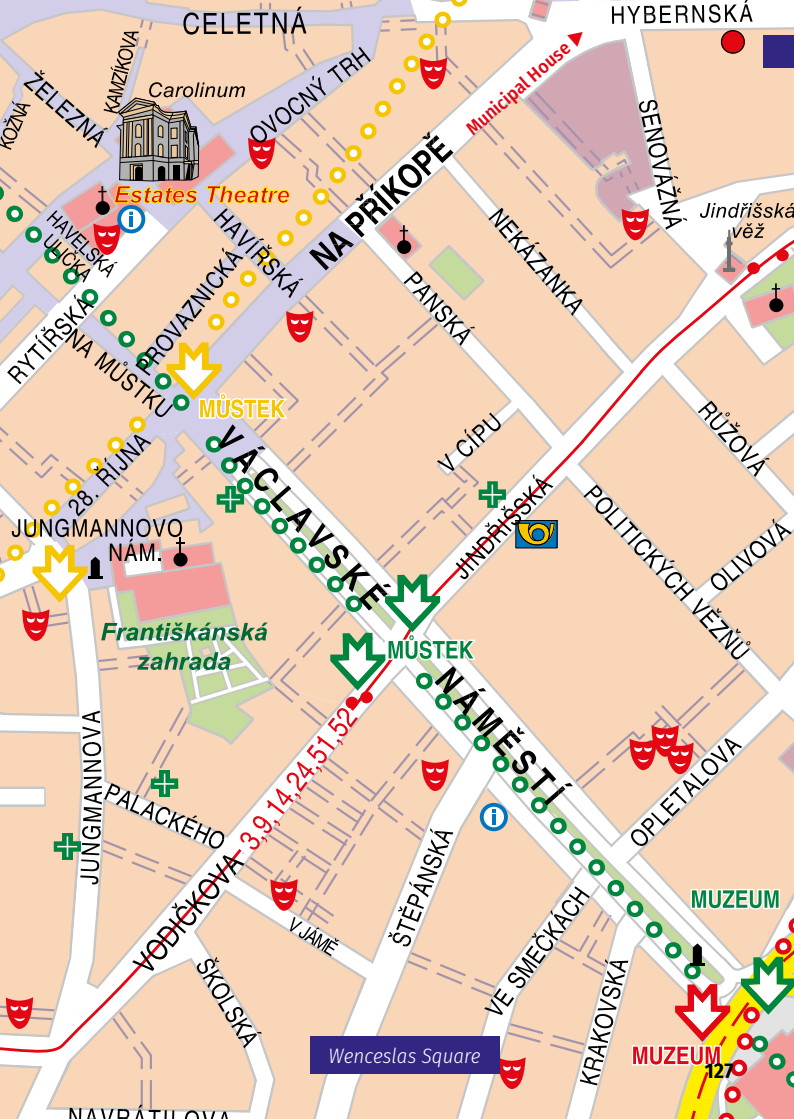 CELETNÁ
HYBERNSKÁ
KAMZÍKOVA
ŽELEZNÁ
KOŽNÁ
Carolinum
OVOCNÝ TRH
Municipal House
SENOVÁŽNÁ
NA PŘÍKOPĚ
Estates Theatre
i
HAVELSKÁ
ULIČKA
HAVÍŘSKÁ
Jindřišská
věž
NEKÁZANKA
PANSKÁ
PROVAZNICKÁ
RYTÍŘSKÁ
NA MŮSTKU
MŮSTEK
V CÍPU
RŮŽOVÁ
28. ŘÍJNA
VÁCLAVSKÉ
JINDŘIŠSKÁ
POLITICKÝCH VĚZŇŮ
OLIVOVÁ
JUNGMANNOVO
NÁM.
Františkánská
zahrada
MŮSTEK
NÁMĚSTÍ
JUNGMANNOVA
3,9,14,24,51,52
PALACKÉHO
OPLETALOVA
i
VODIČKOVA
ŠTĚPÁNSKÁ
V JÁMĚ
VE SMEČKÁCH
MUZEUM
ŠKOLSKÁ
KRAKOVSKÁ
Wenceslas Square
MUZEUM
127
NAVRÁTILOVA